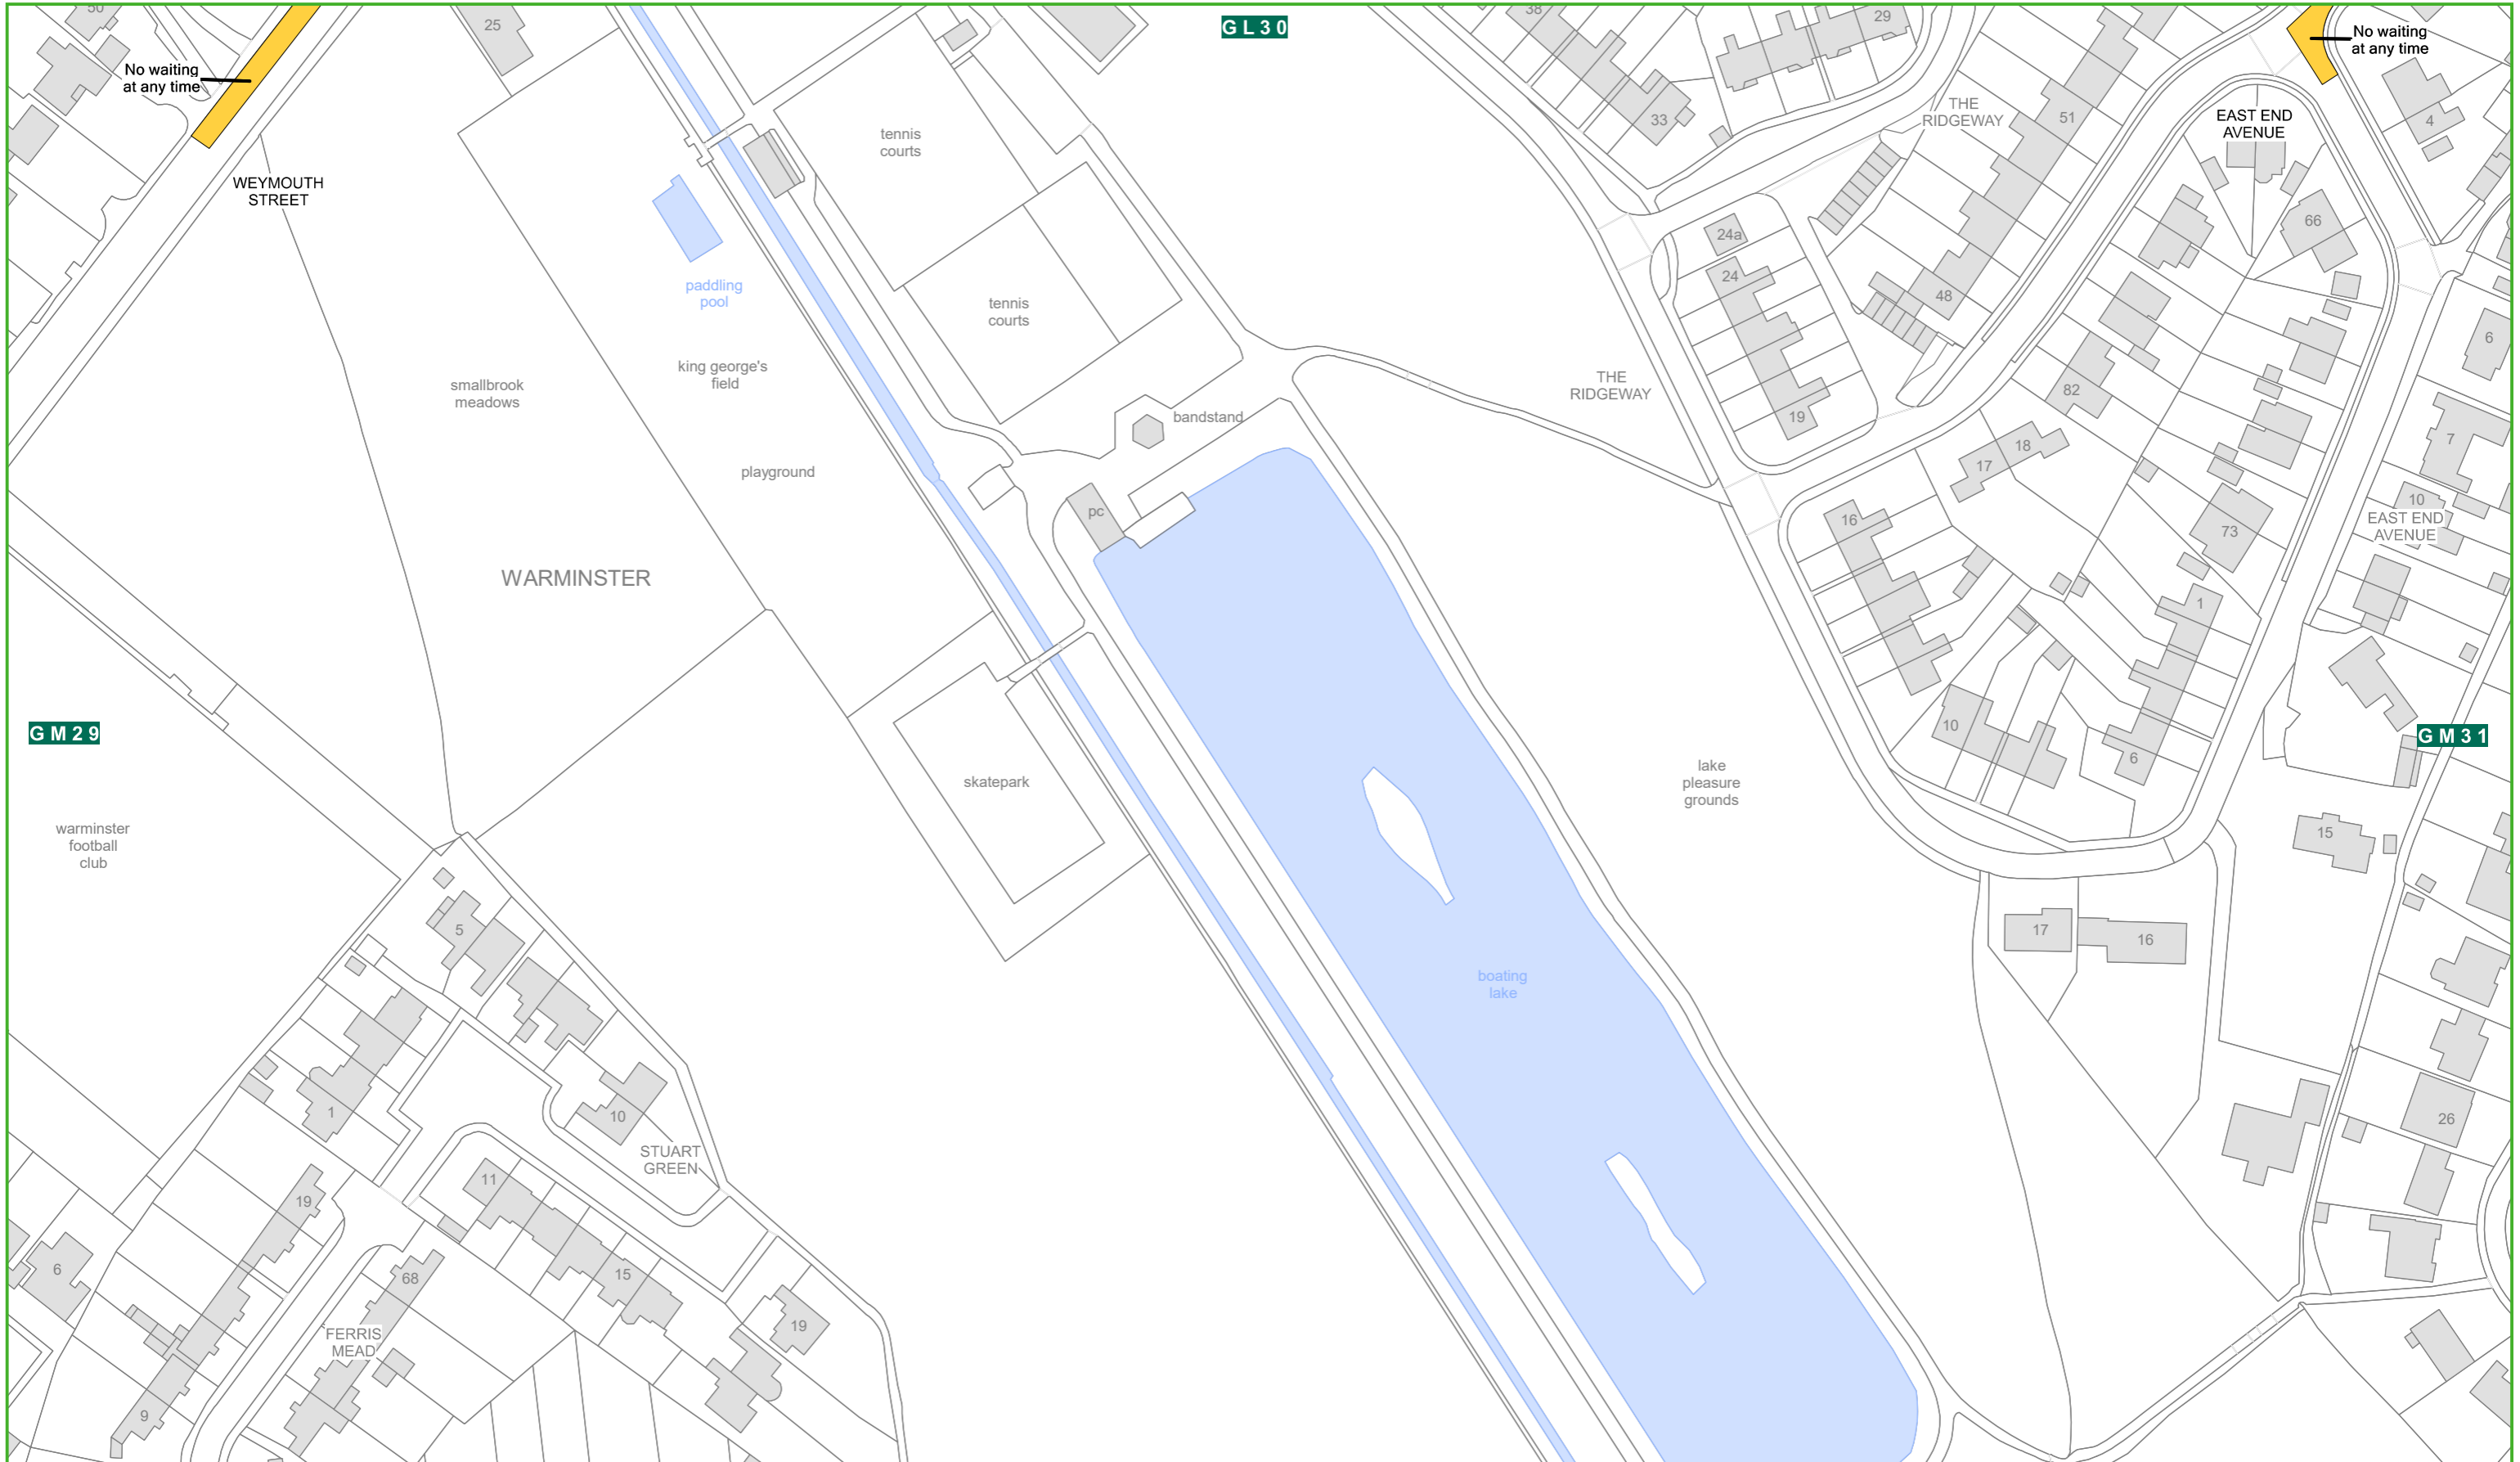 50
25
GL30
38
29
No waiting
at any time
No waiting
at any time
THE
RIDGEWAY
51
EAST END
AVENUE
4
33
tennis
courts
WEYMOUTH
STREET
24a
66
paddling
pool
24
48
tennis
courts
6
king george's
field
smallbrook
meadows
THE
RIDGEWAY
82
19
bandstand
18
17
7
playground
pc
16
10
EAST END
AVENUE
73
WARMINSTER
1
GM29
10
GM31
6
skatepark
lake
pleasure
grounds
warminster
football
club
15
5
17
16
boating
lake
1
10
26
STUART
GREEN
11
19
6
68
15
19
FERRIS
MEAD
9